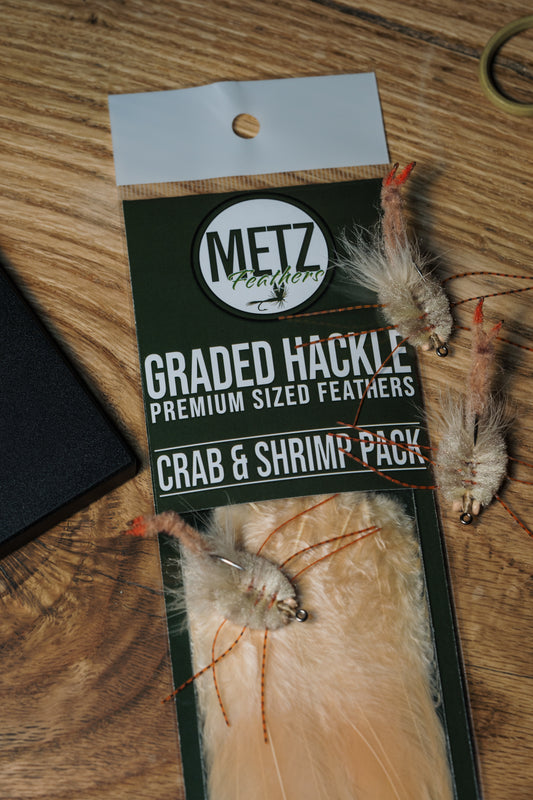 METZ
Feathers
GRADED HACKLE
PREMIUM SIZED FEATHERS
CRAB & SHRIMP PACK